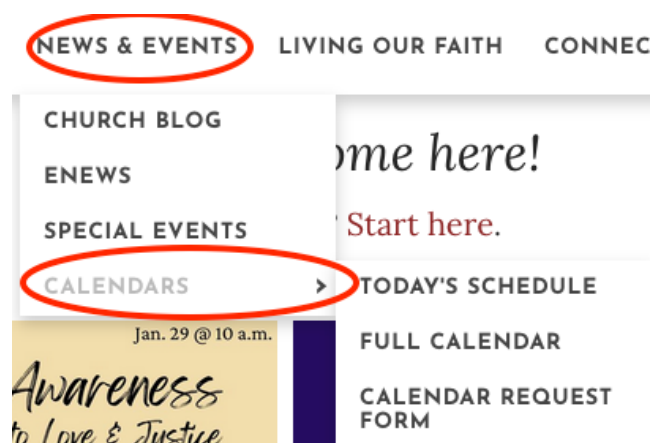 NEWS & EVENTS LIVING OUR FAITH CONNEC
CHURCH BLOG
ome here!
ENEWS
SPECIAL EVENTS
? Start here.
CALENDARS >
TODAY'S SCHEDULE
FULL CALENDAR
CALENDAR REQUEST
FORM
Jan. 29 @ 10 a.m.
Awareness
to Love & Justice